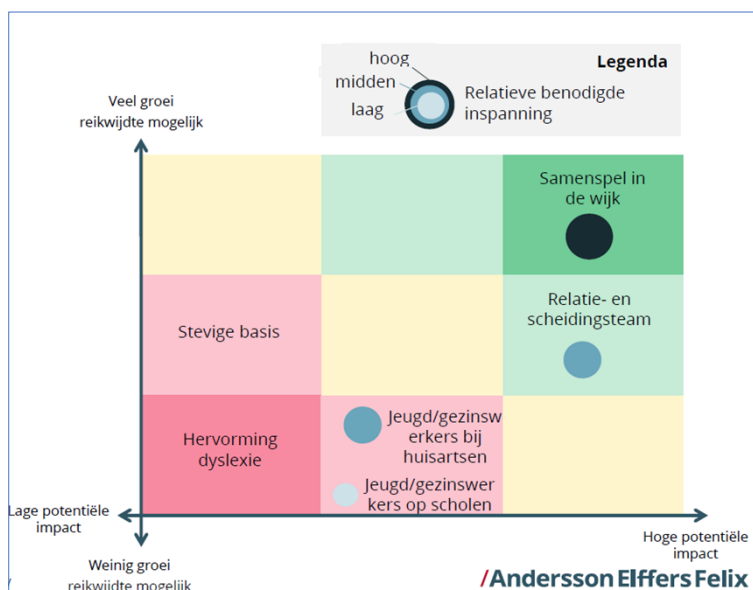 hoog
midden
laag
Legenda
Relatieve benodigde
inspanning
Veel groei
reikwijdte mogelijk
Samenspel in
de wijk
Stevige basis
Relatie- en
scheidingsteam
Hervorming
dyslexie
Jeugd/gezinsw
erkers bij
huisartsen
Jeugd/gezinswer
kers op scholen
Lage potentiële
impact
Hoge potentiële
impact
Weinig groei
reikwijdte mogelijk
/Andersson Elffers Felix